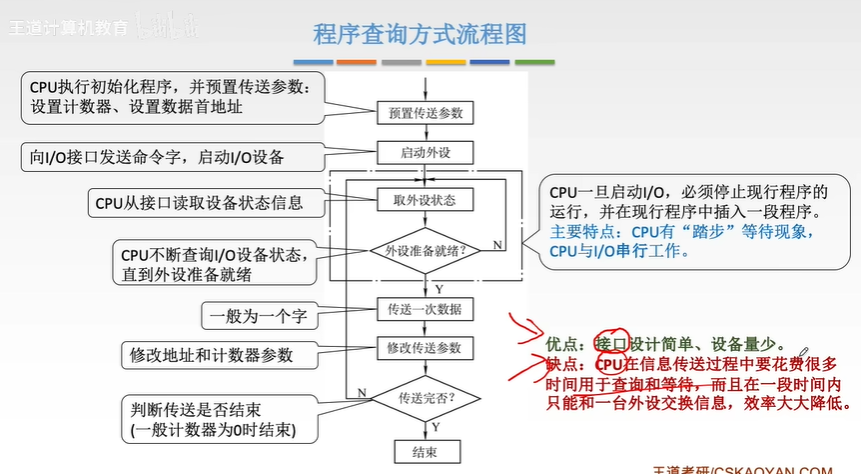 王道计算机教育
程序查询方式流程图
CPU执行初始化程序，并预置传送参数：
设置计数器、设置数据首地址
预置传送参数
向I/O接口发送命令字，启动I/O设备
启动外设
CPU从接口读取设备状态信息
取外设状态
CPU一旦启动I/O，必须停止现行程序的
运行，并在现行程序中插入一段程序。
主要特点：CPU有“踏步”等待现象，
CPU与I/O串行工作。
CPU不断查询I/O设备状态，
直到外设准备就绪
外设准备就绪？
N
Y
一般为一个字
传送一次数据
修改地址和计数器参数
修改传送参数
优点：接口设计简单、设备量少。
缺点：CPU在信息传送过程中要花费很多
时间用于查询和等待，而且在一段时间内
只能和一台外设交换信息，效率大大降低。
判断传送是否结束
(一般计数器为0时结束)
N
传送完否？
Y
结束
王道考研/CSKAOYAN.COM